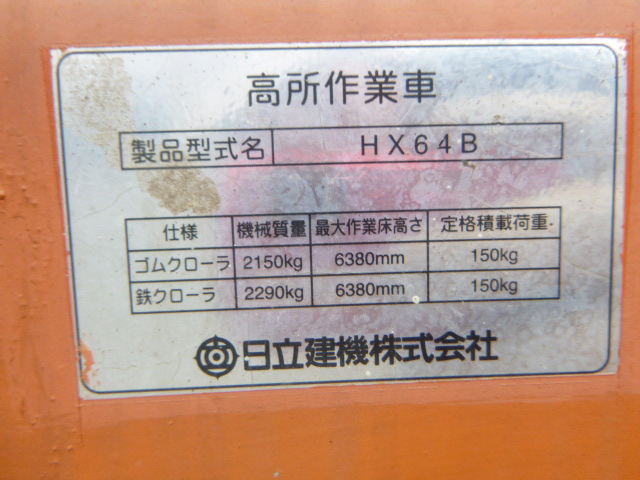 高所作業車
製品型式名 HX64B
仕様 機械質量 最大作業床高さ 定格積載荷重
ゴムクローラ 2150kg 6380mm 150kg
鉄クローラ 2290kg 6380mm 150kg
日立建機株式会社